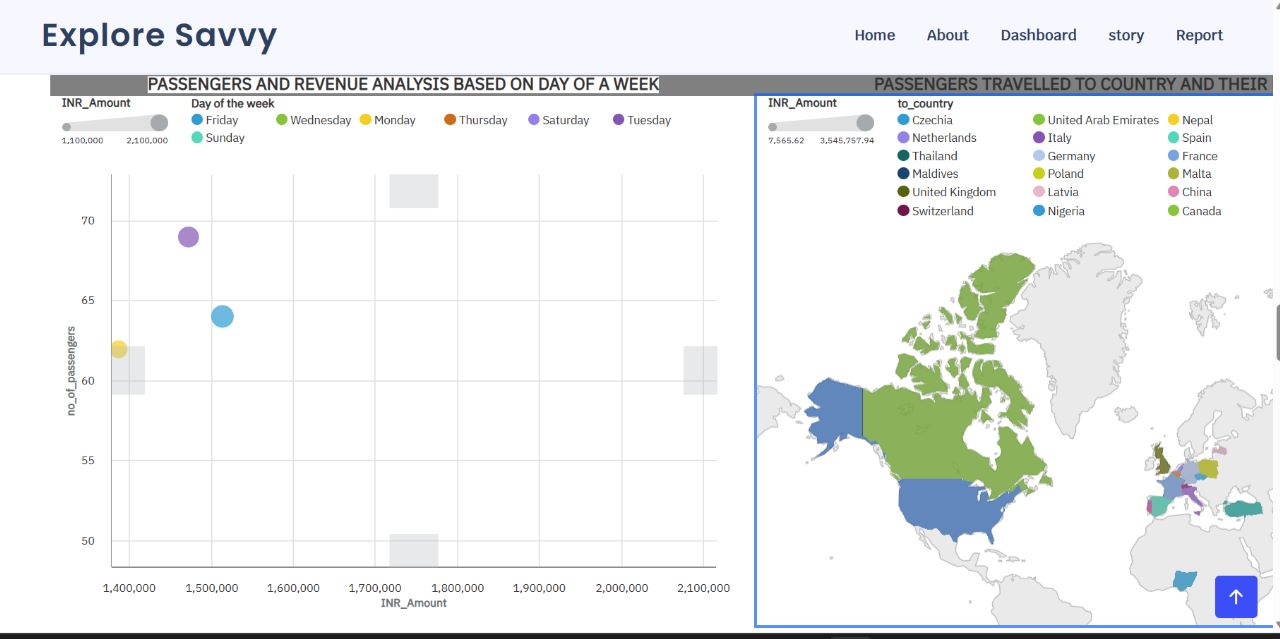 Explore Savvy
Home About Dashboard story Report
PASSENGERS AND REVENUE ANALYSIS BASED ON DAY OF A WEEK
INR_Amount Day of the week
Friday Wednesday Monday Thursday Saturday Tuesday
1,100,000 2,100,000 Sunday
70
65
60
55
50
no_of_passengers
1,400,000 1,500,000 1,600,000 1,700,000 1,800,000 1,900,000 2,000,000 2,100,000
INR_Amount
PASSENGERS TRAVELLED TO COUNTRY AND THEIR
INR_Amount to_country
7,565.62 3,545,757.94
Czechia United Arab Emirates Nepal
Netherlands Italy Spain
Thailand Germany France
Maldives Poland Malta
United Kingdom Latvia China
Switzerland Nigeria Canada